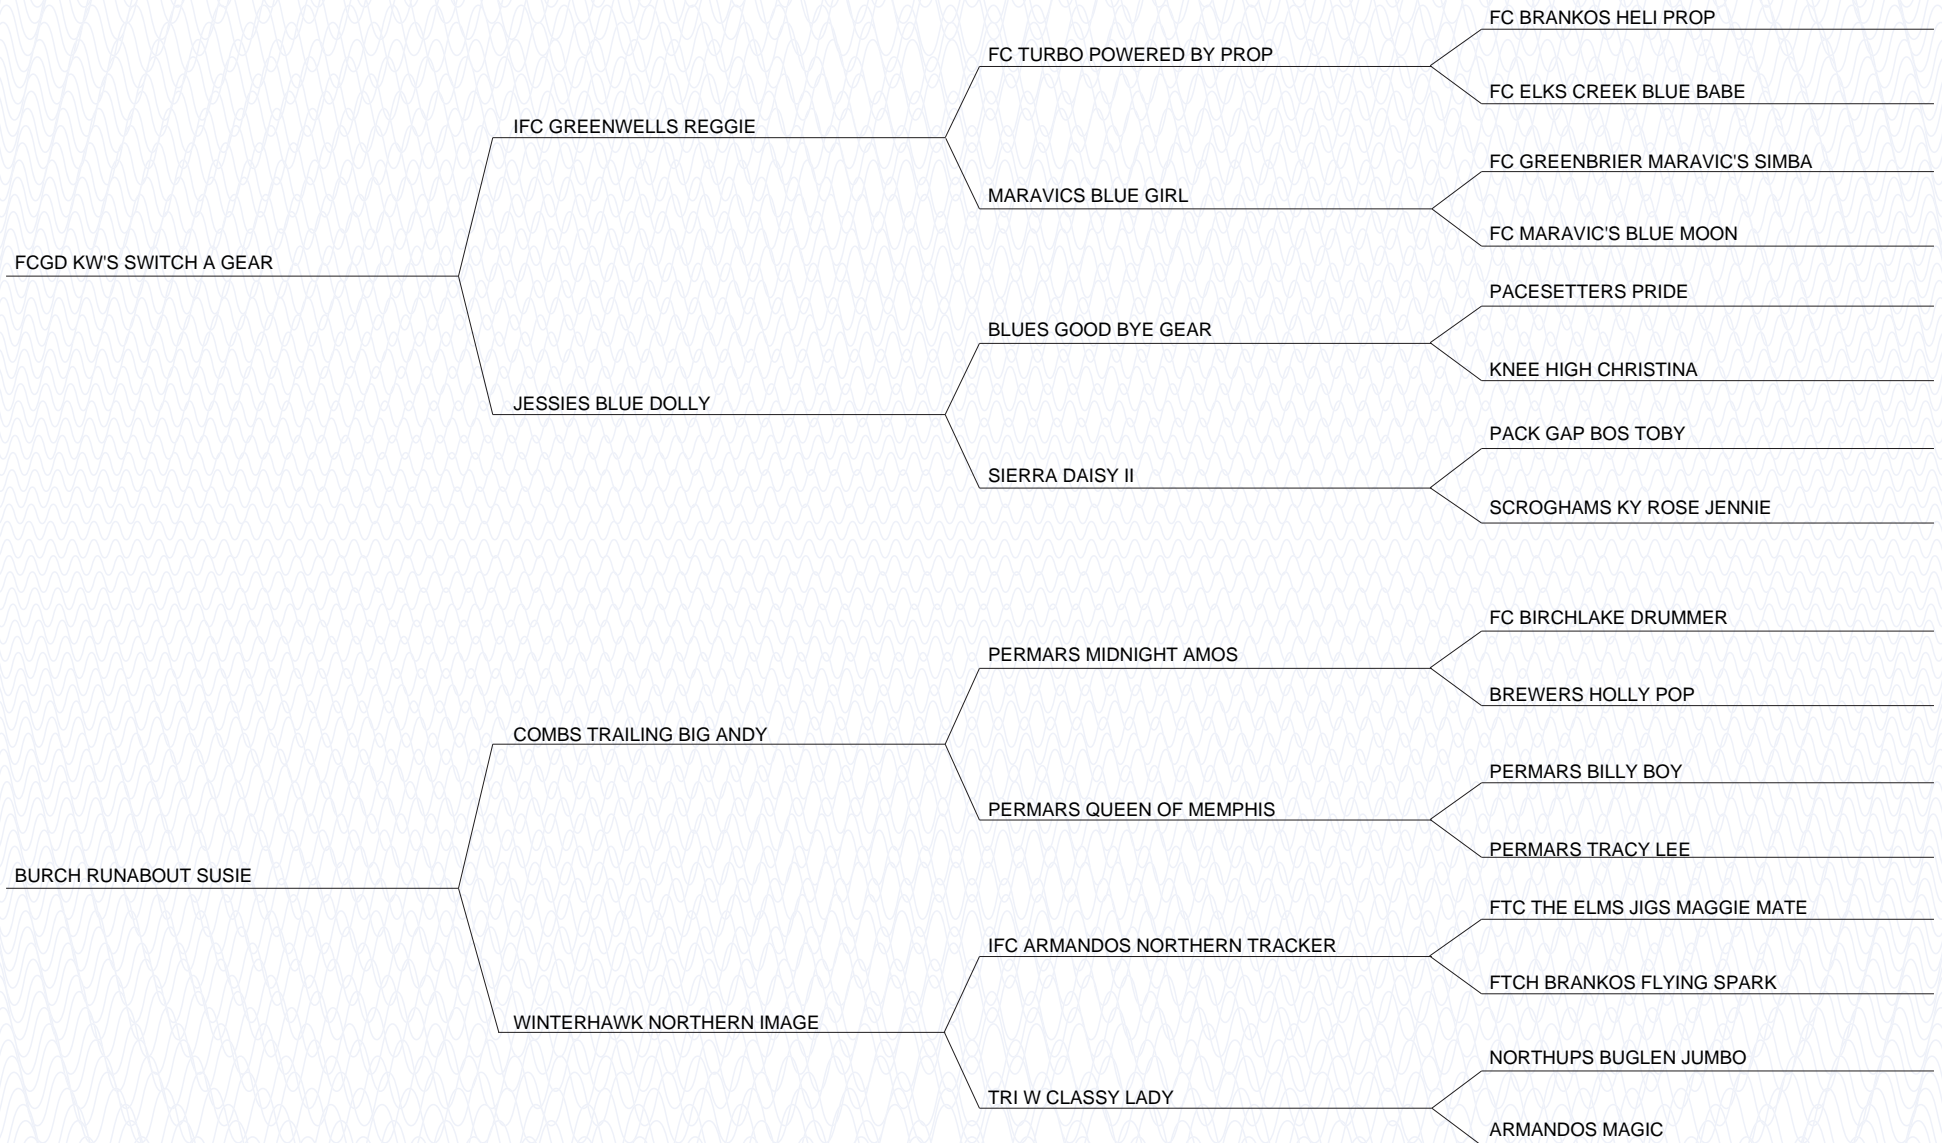 FC BRANKOS HELI PROP
FC TURBO POWERED BY PROP
FC ELKS CREEK BLUE BABE
IFC GREENWELLS REGGIE
FC GREENBRIER MARAVIC'S SIMBA
MARAVICS BLUE GIRL
FC MARAVIC'S BLUE MOON
FCGD KW'S SWITCH A GEAR
PACESETTERS PRIDE
BLUES GOOD BYE GEAR
KNEE HIGH CHRISTINA
JESSIES BLUE DOLLY
PACK GAP BOS TOBY
SIERRA DAISY II
SCROGHAMS KY ROSE JENNIE
FC BIRCHLAKE DRUMMER
PERMARS MIDNIGHT AMOS
BREWERS HOLLY POP
COMBS TRAILING BIG ANDY
PERMARS BILLY BOY
PERMARS QUEEN OF MEMPHIS
PERMARS TRACY LEE
BURCH RUNABOUT SUSIE
FTC THE ELMS JIGS MAGGIE MATE
IFC ARMANDOS NORTHERN TRACKER
FTCH BRANKOS FLYING SPARK
WINTERHAWK NORTHERN IMAGE
NORTHUPS BUGLEN JUMBO
TRI W CLASSY LADY
ARMANDOS MAGIC